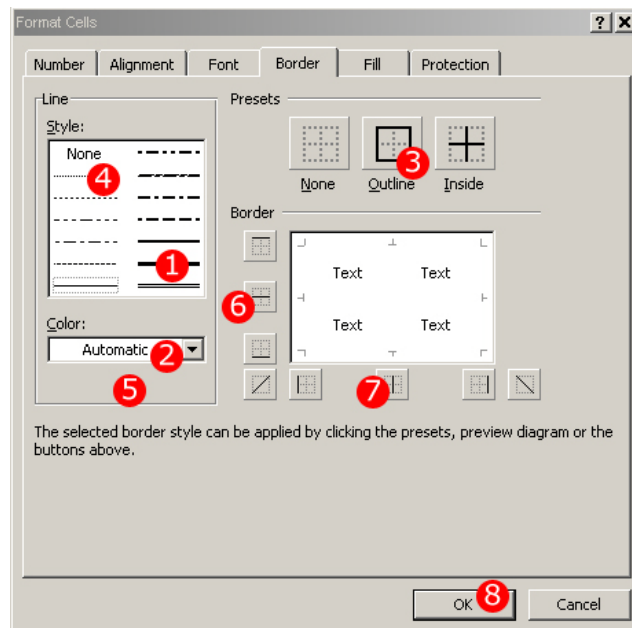 Format Cells ? X
Number Alignment Font Border Fill Protection
Line
Style:
None
4
1
Color:
Automatic 2
5
Presets
3
None Outline Inside
Border
Text Text
6
Text Text
7
The selected border style can be applied by clicking the presets, preview diagram or the
buttons above.
OK 8 Cancel